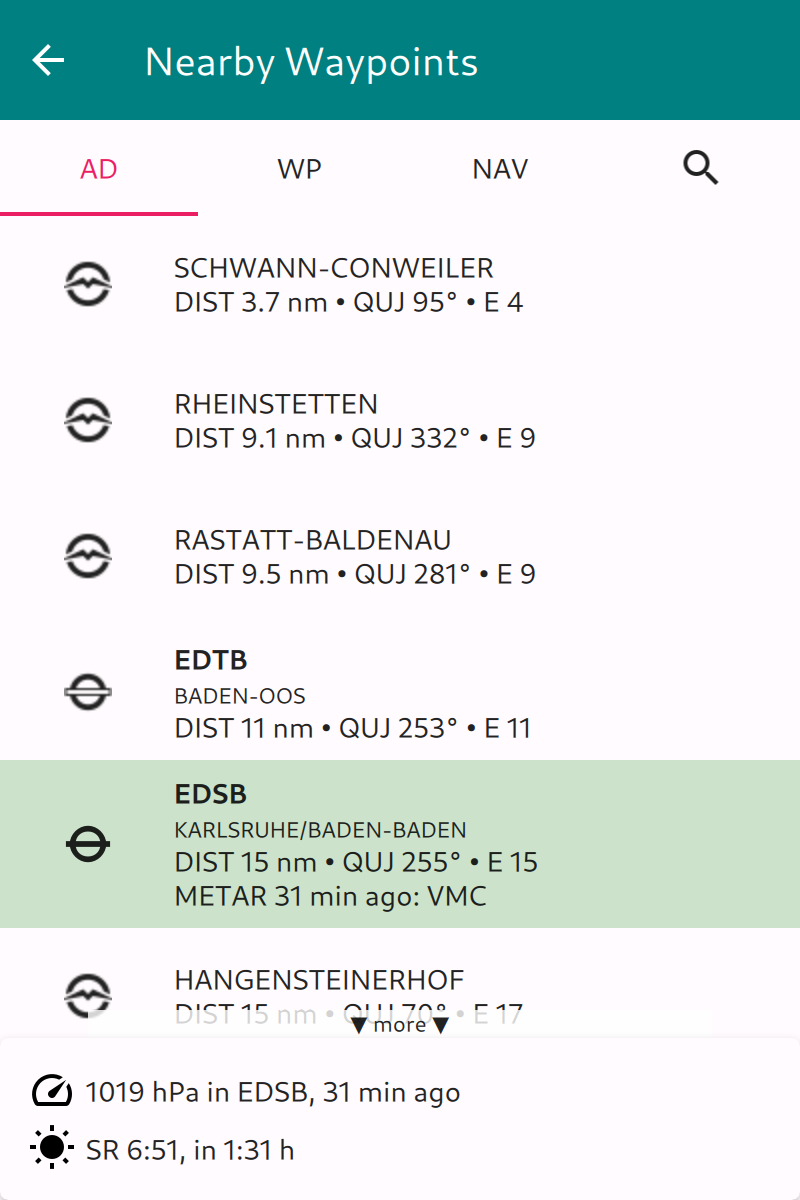 Nearby Waypoints
AD WP NAV
SCHWANN-CONWEILER
DIST 3.7 nm • QUJ 95° • E 4
RHEINSTETTEN
DIST 9.1 nm • QUJ 332° • E 9
RASTATT-BALDENAU
DIST 9.5 nm • QUJ 281° • E 9
EDTB
BADEN-OOS
DIST 11 nm • QUJ 253° • E 11
EDSB
KARLSRUHE/BADEN-BADEN
DIST 15 nm • QUJ 255° • E 15
METAR 31 min ago: VMC
HANGENSTEINERHOF
DIST 15 nm • QUJ 70° • E 17
▼ more ▼
1019 hPa in EDSB, 31 min ago
SR 6:51, in 1:31 h